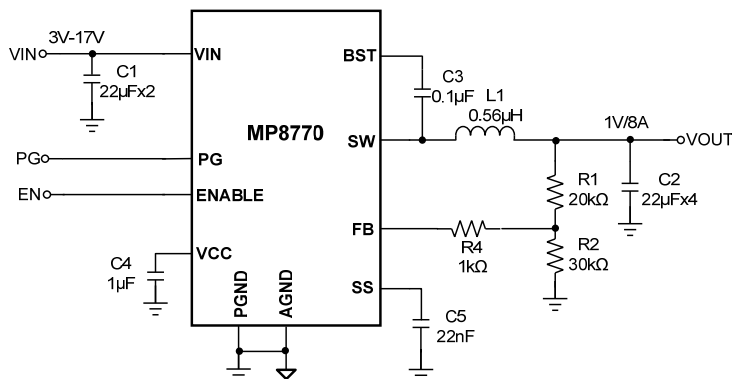 3V-17V
VIN
VIN
C1
22µFx2
BST
C3
0.1µF
L1
0.56µH
MP8770
SW
1V/8A
VOUT
PG
PG
EN
ENABLE
R1
20kΩ
C2
22µFx4
FB
R4
1kΩ
R2
30kΩ
VCC
C4
1µF
PGND
AGND
SS
C5
22nF